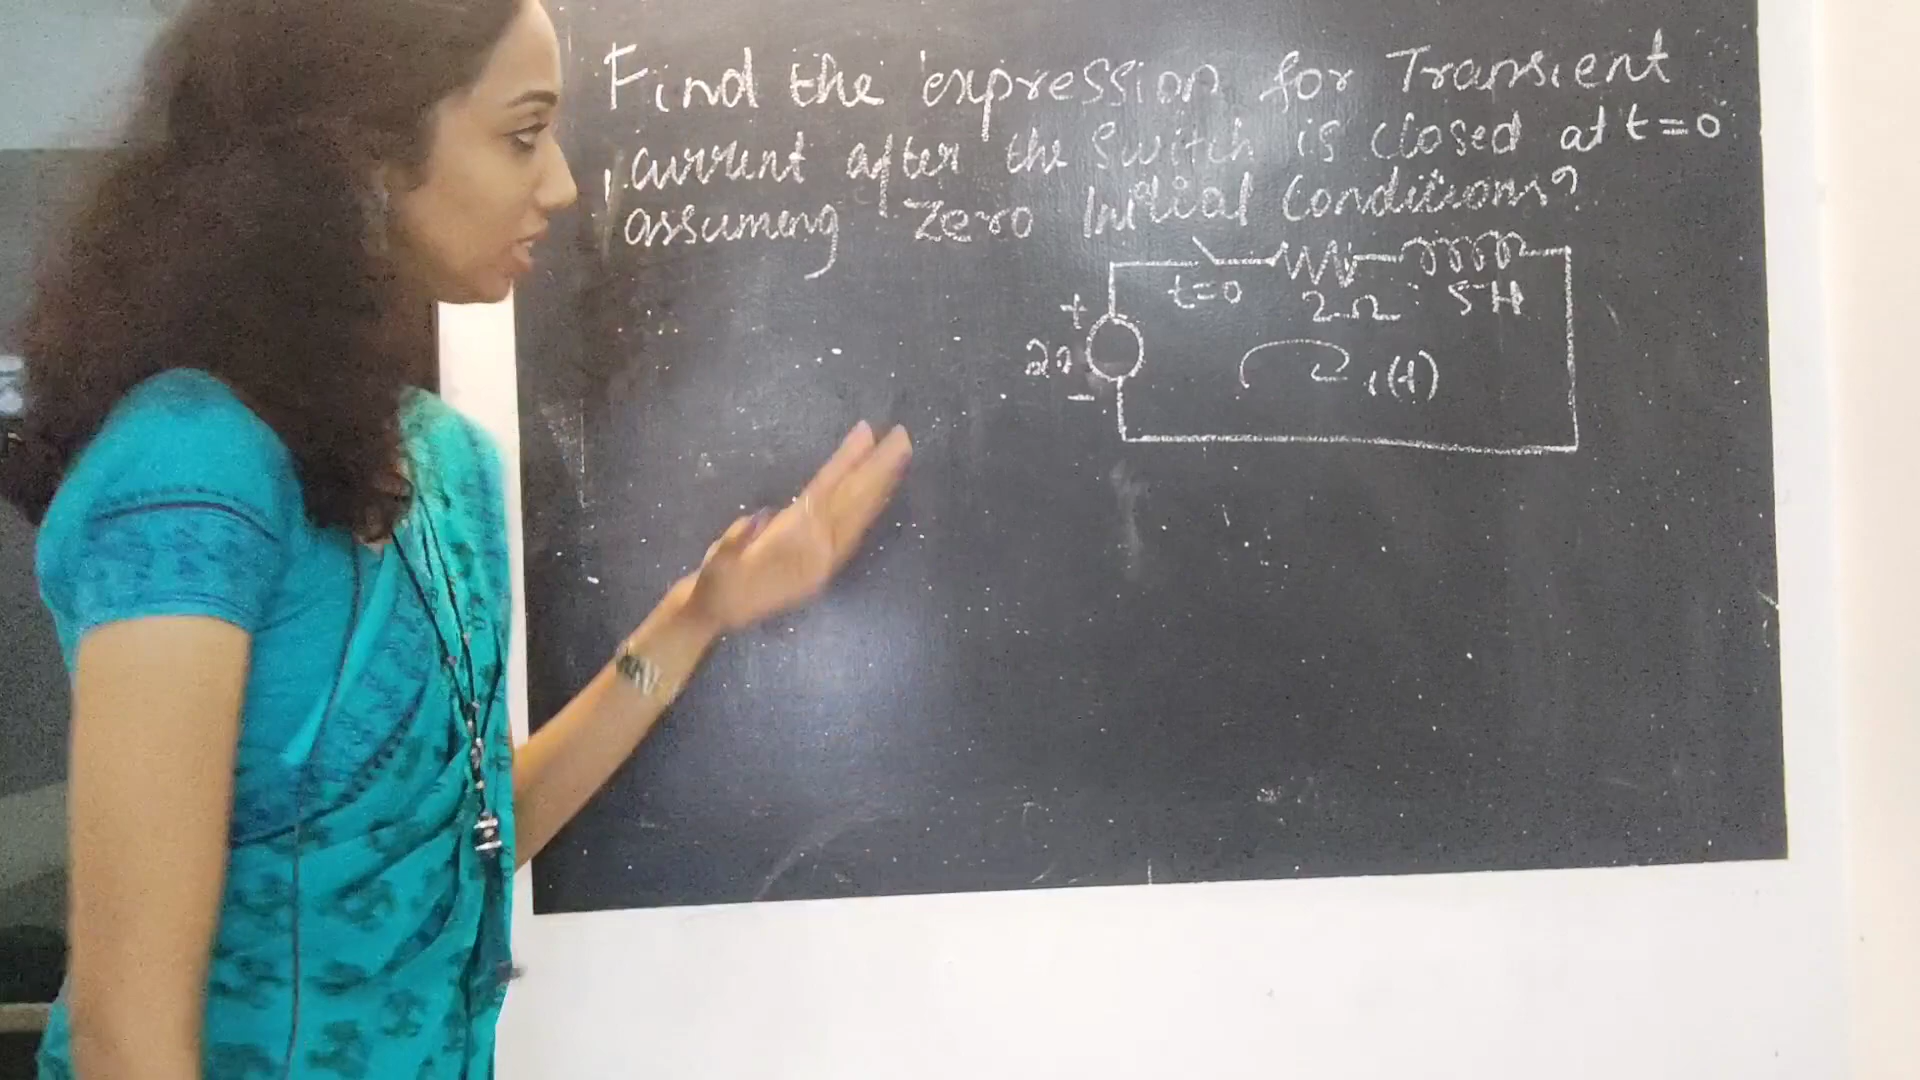 Find the expression for Transient
current after the switch is closed at t=0
assuming Zero Initial Conditions?
t=0
2Ω
5H
+
20
-
i(t)